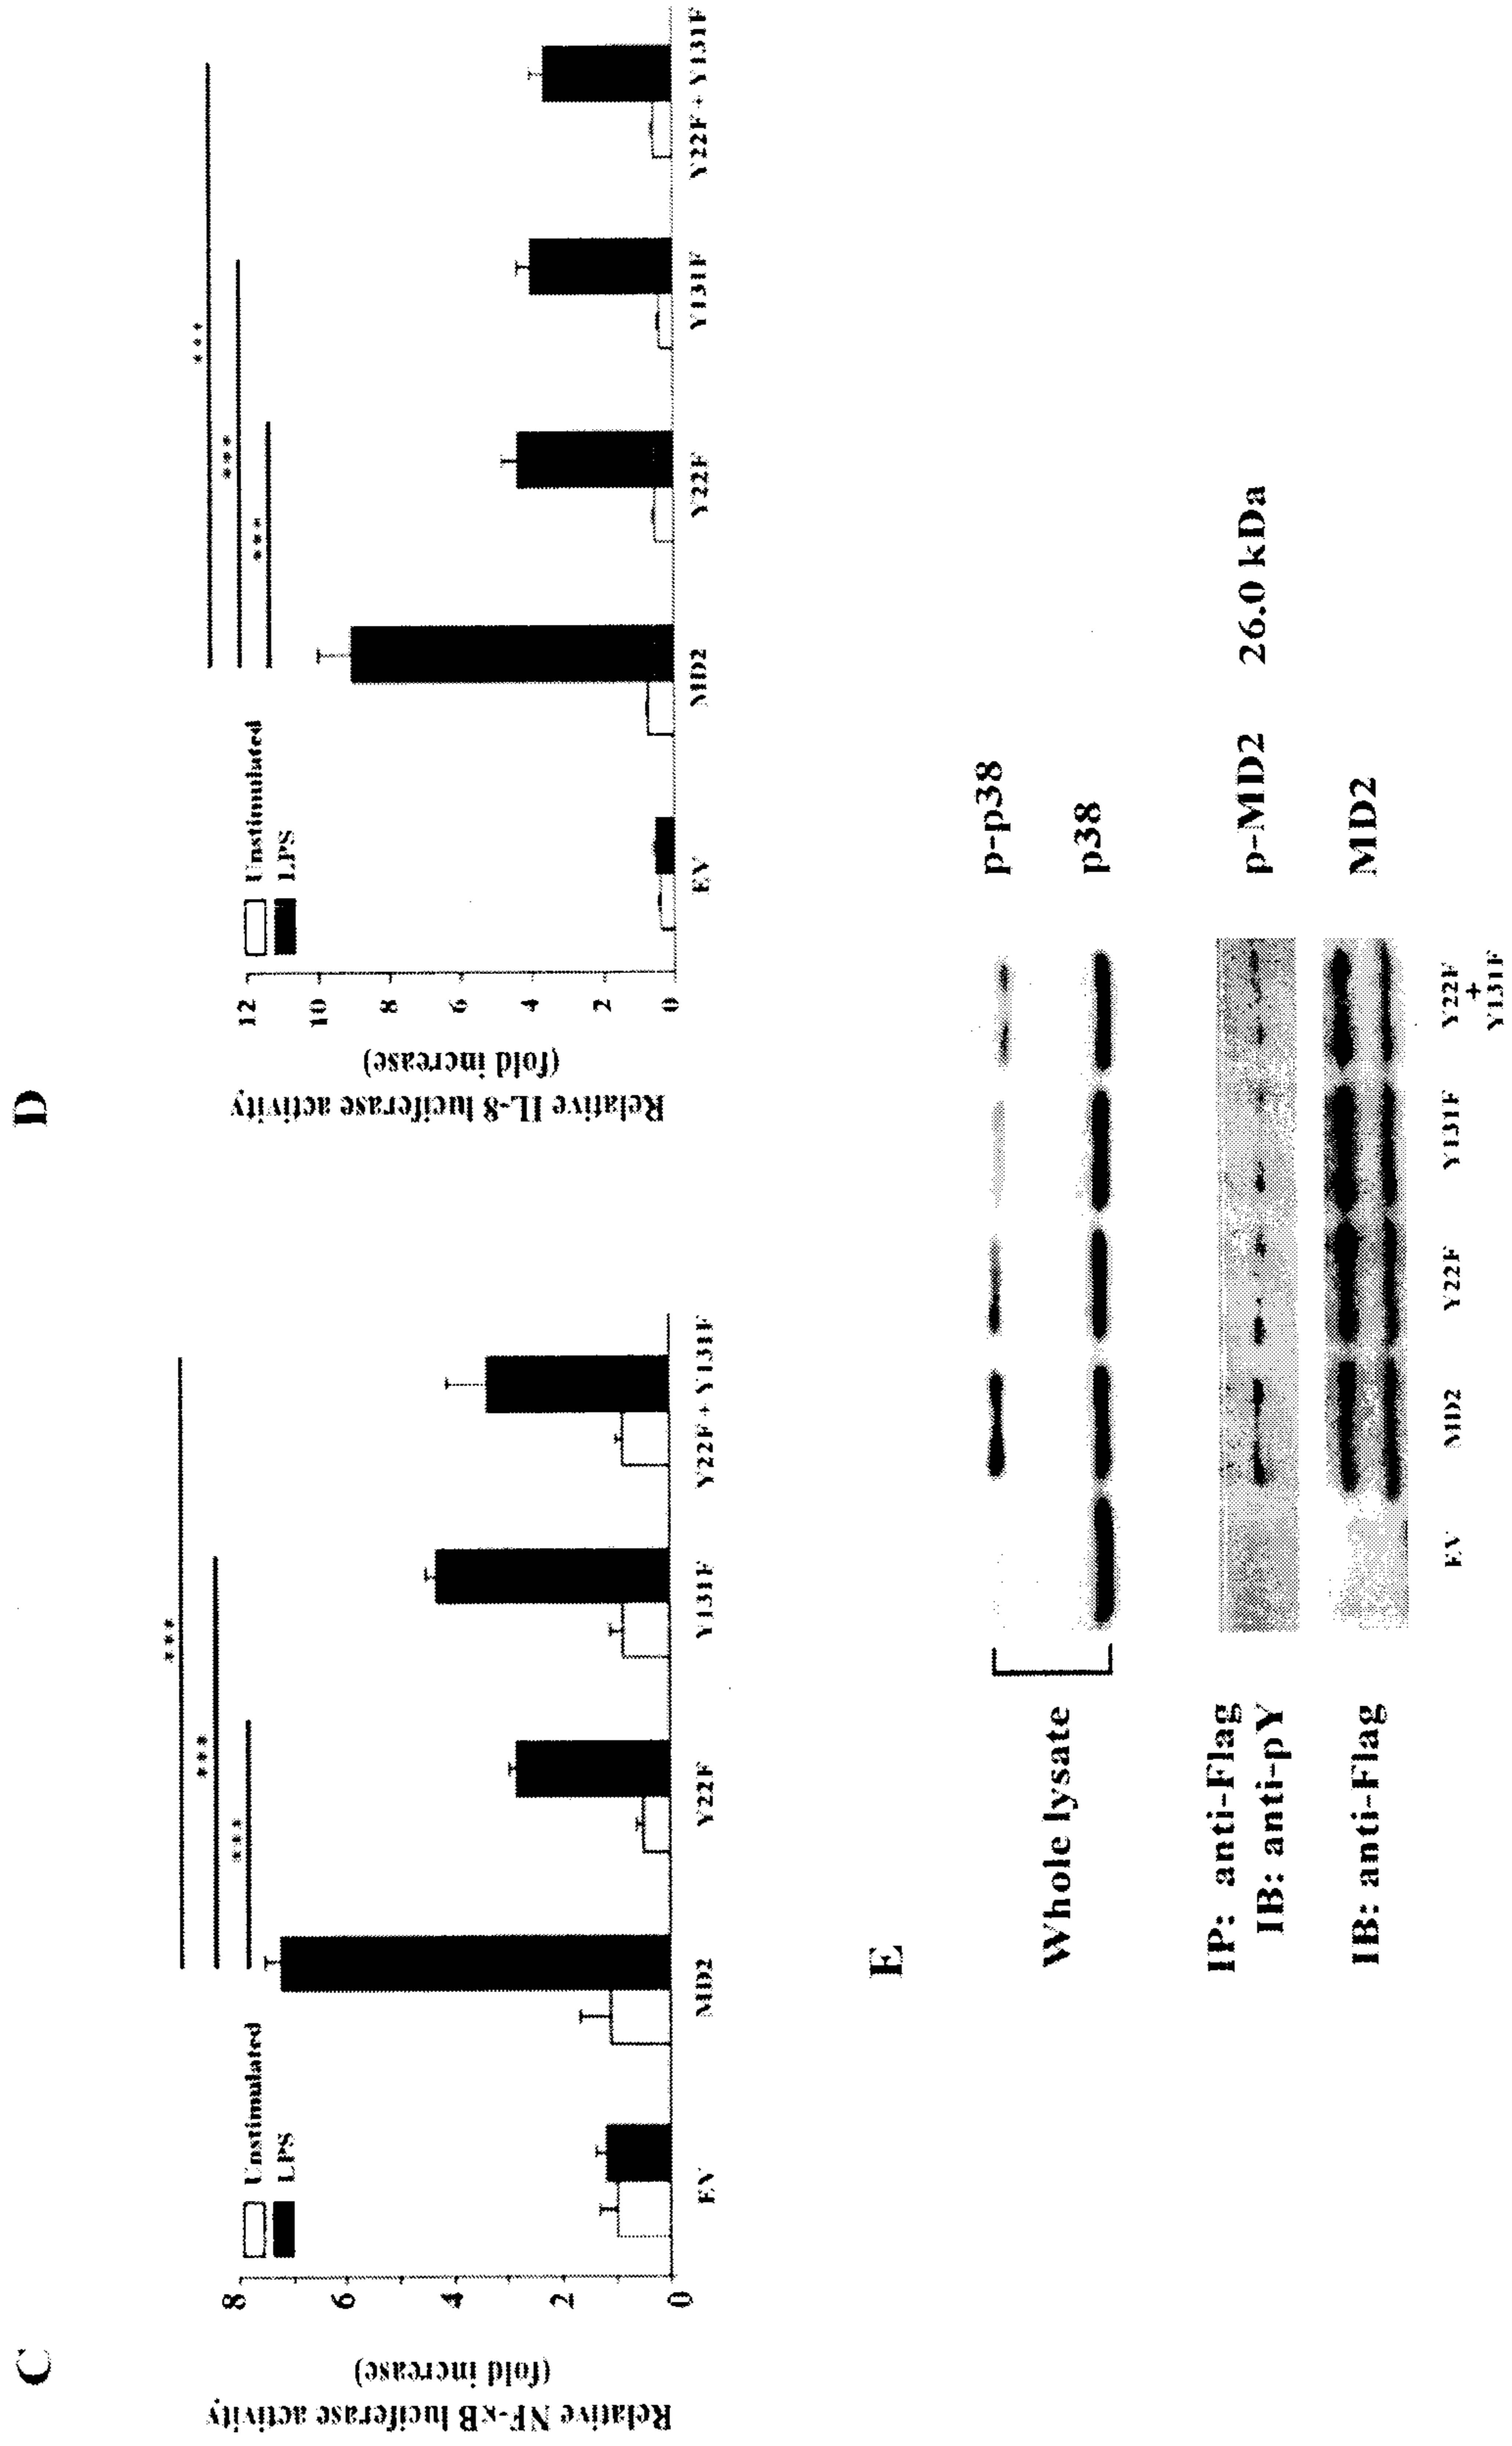 C
Relative NF-κB luciferase activity
(fold increase)
8
6
4
2
0
Unstimulated
LPS
***
***
***
EV
MD2
Y22F
Y131F
Y22F + Y131F
D
Relative IL-8 luciferase activity
(fold increase)
12
10
8
6
4
2
0
Unstimulated
LPS
***
***
***
EV
MD2
Y22F
Y131F
Y22F + Y131F
E
Whole lysate
p-p38
p38
IP: anti-Flag
IB: anti-pY
p-MD2 26.0 kDa
IB: anti-Flag
MD2
EV
MD2
Y22F
Y131F
Y22F
+
Y131F